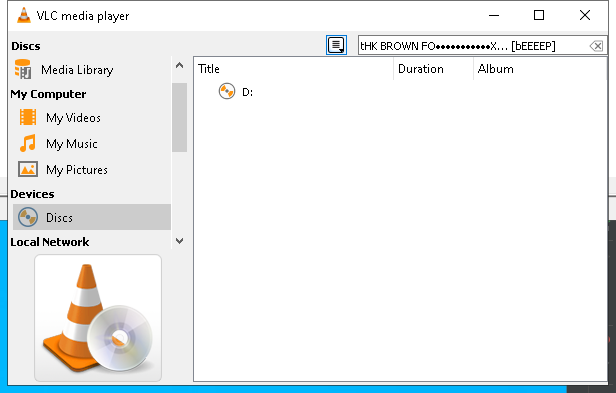 VLC media player
Discs
tHK BROWN FO●●●●●●●●●●●X... [bEEEEP]
Media Library
My Computer
My Videos
My Music
My Pictures
Devices
Discs
Local Network
Title Duration Album
D: